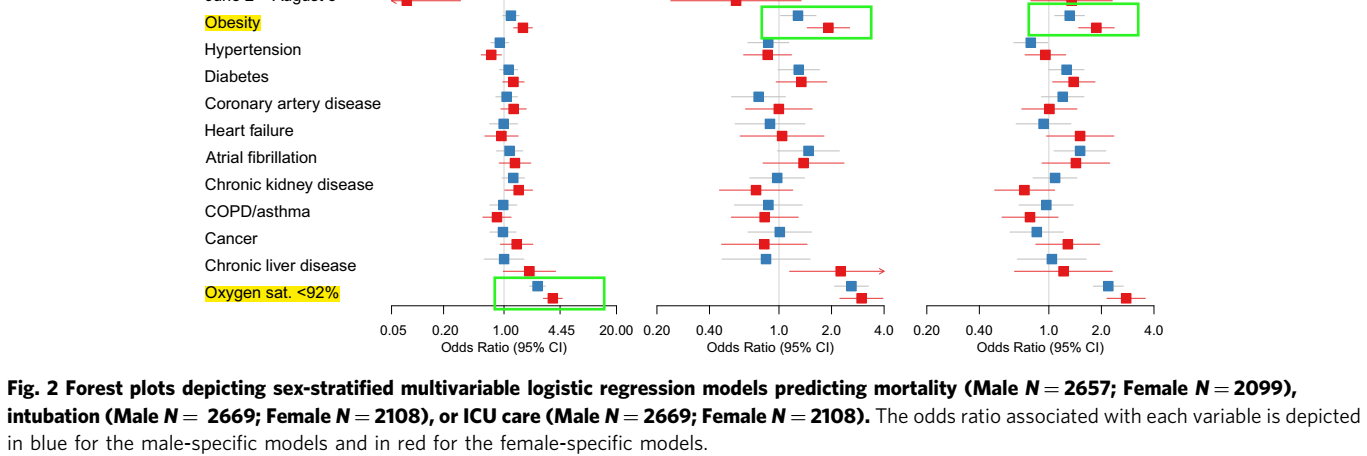 Obesity
Hypertension
Diabetes
Coronary artery disease
Heart failure
Atrial fibrillation
Chronic kidney disease
COPD/asthma
Cancer
Chronic liver disease
Oxygen sat. <92%
0.05 0.20 1.00 4.45 20.00 0.20 0.40 1.0 2.0 4.0 0.20 0.40 1.0 2.0 4.0
Odds Ratio (95% CI) Odds Ratio (95% CI) Odds Ratio (95% CI)
Fig. 2 Forest plots depicting sex-stratified multivariable logistic regression models predicting mortality (Male N = 2657; Female N = 2099),
intubation (Male N = 2669; Female N = 2108), or ICU care (Male N = 2669; Female N = 2108). The odds ratio associated with each variable is depicted
in blue for the male-specific models and in red for the female-specific models.